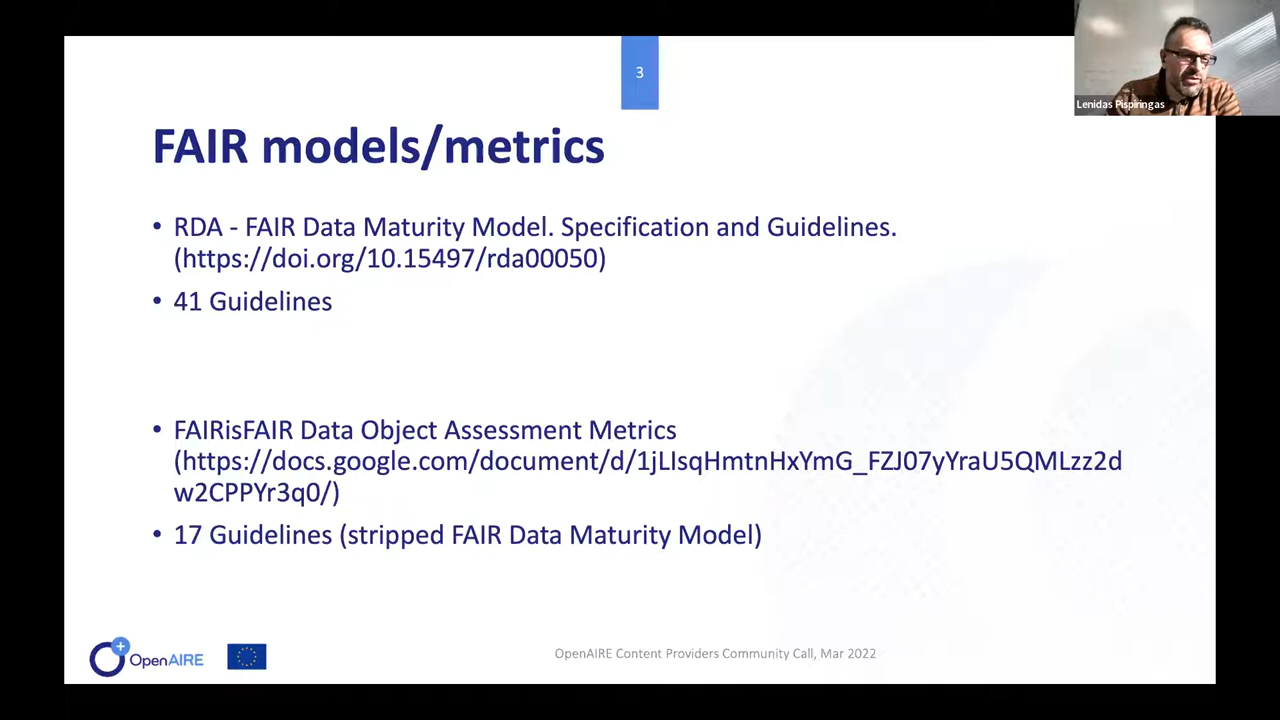 3
Lenidas Pispiringas
FAIR models/metrics
• RDA - FAIR Data Maturity Model. Specification and Guidelines.
(https://doi.org/10.15497/rda00050)
• 41 Guidelines
• FAIRisFAIR Data Object Assessment Metrics
(https://docs.google.com/document/d/1jLIsqHmtnHxYmG_FZJ07yYraU5QMLzz2d
w2CPPYr3q0/)
• 17 Guidelines (stripped FAIR Data Maturity Model)
OpenAIRE
OpenAIRE Content Providers Community Call, Mar 2022